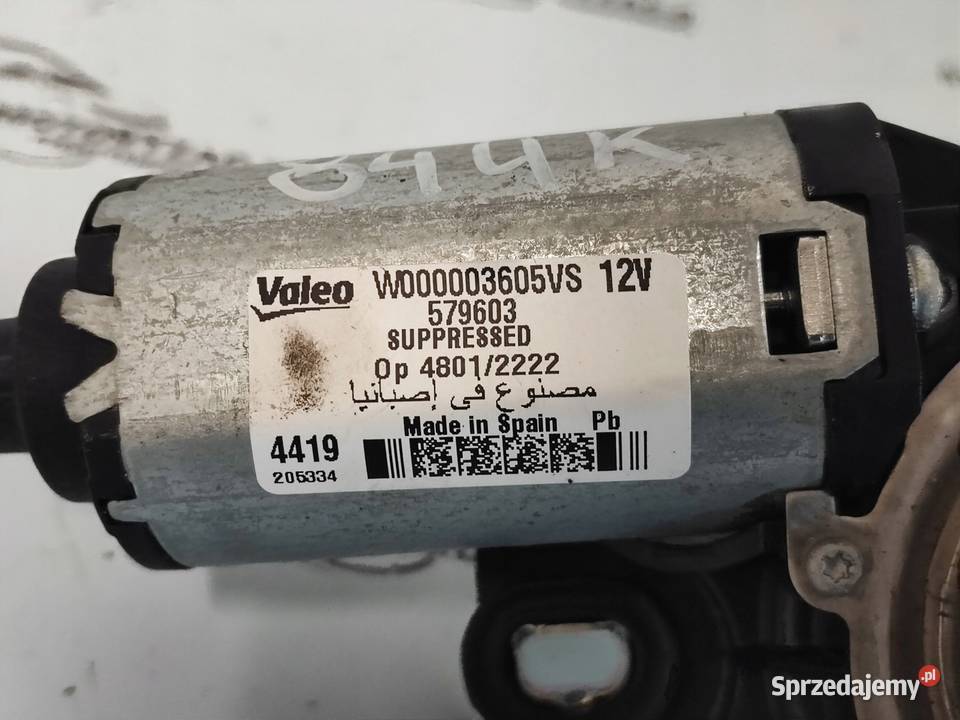 844K
Valeo W000003605VS 12V
579603
SUPPRESSED
Op 4801/2222
مصنوع في إصبانيا
Made in Spain Pb
4419
205334
Sprzedajemy.pl